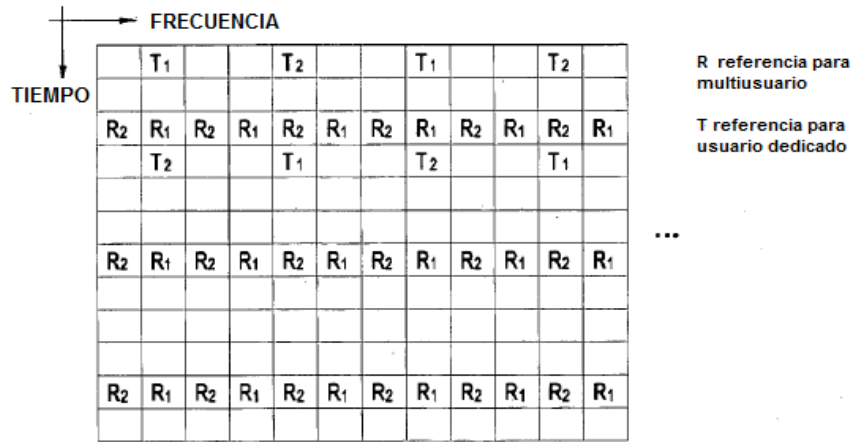 FRECUENCIA
TIEMPO
T1 T2 T1 T2
R2 R1 R2 R1 R2 R1 R2 R1 R2 R1 R2 R1
T2 T1 T2 T1
R2 R1 R2 R1 R2 R1 R2 R1 R2 R1 R2 R1
R2 R1 R2 R1 R2 R1 R2 R1 R2 R1 R2 R1
...
R referencia para
multiusuario
T referencia para
usuario dedicado